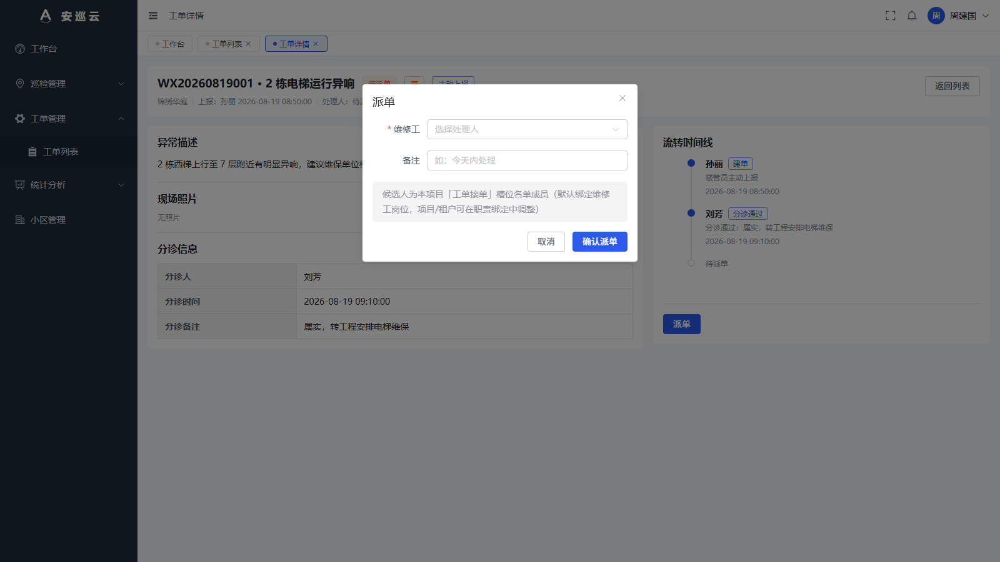 安巡云
工作台
巡检管理
工单管理
工单列表
统计分析
小区管理
工单详情
周 周建国
工作台 工单列表 工单详情
WX20260819001 · 2 栋电梯运行异响 待派单 高 主动上报
锦绣华庭 上报：孙丽 2026-08-19 08:50:00 处理人：待
返回列表
异常描述
2 栋西梯上行至 7 层附近有明显异响，建议维保单位
现场照片
无照片
分诊信息
分诊人 刘芳
分诊时间 2026-08-19 09:10:00
分诊备注 属实，转工程安排电梯维保
派单
* 维修工 选择处理人
备注 如：今天内处理
候选人为本项目「工单接单」槽位名单成员（默认绑定维修
工岗位，项目/租户可在职责绑定中调整）
取消 确认派单
流转时间线
孙丽 建单
楼管员主动上报
2026-08-19 08:50:00
刘芳 分诊通过
分诊通过：属实，转工程安排电梯维保
2026-08-19 09:10:00
待派单
派单